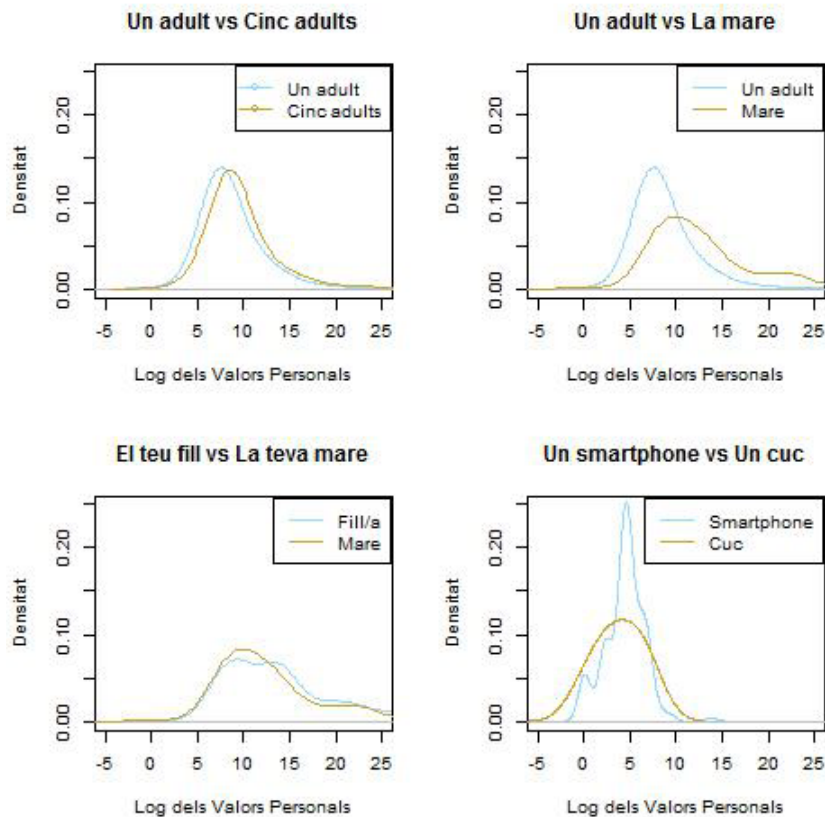 Un adult vs Cinc adults
Un adult
Cinc adults
Densitat
0.00 0.10 0.20
-5 0 5 10 15 20 25
Log dels Valors Personals
Un adult vs La mare
Un adult
Mare
Densitat
0.00 0.10 0.20
-5 0 5 10 15 20 25
Log dels Valors Personals
El teu fill vs La teva mare
Fill/a
Mare
Densitat
0.00 0.10 0.20
-5 0 5 10 15 20 25
Log dels Valors Personals
Un smartphone vs Un cuc
Smartphone
Cuc
Densitat
0.00 0.10 0.20
-5 0 5 10 15 20 25
Log dels Valors Personals